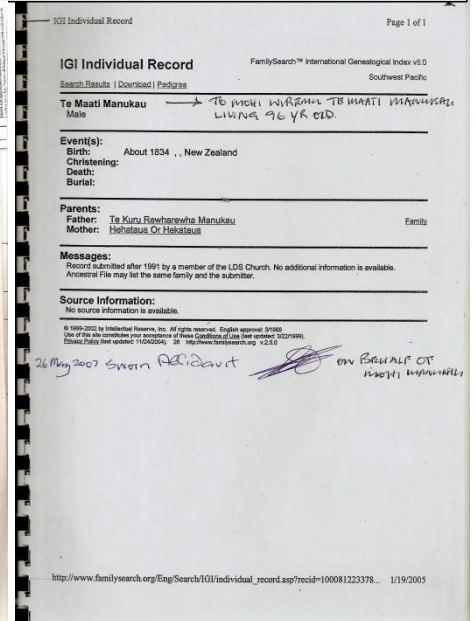 IGI Individual Record
Page 1 of 1
IGI Individual Record
FamilySearch™ International Genealogical Index v5.0
Search Results | Download | Pedigree
Southwest Pacific
Te Maati Manukau
TO MOHI WIREMU TE MAATI MANUKAU
Male
LIVING 96 YR OLD.
Event(s):
Birth: About 1834 , , New Zealand
Christening:
Death:
Burial:
Parents:
Father: Te Kuru Rewharewha Manukau
Family
Mother: Hehataua Or Hekataua
Messages:
Record submitted after 1991 by a member of the LDS Church. No additional information is available.
Ancestral File may list the same family and the submitter.
Source Information:
No source information is available.
© 1999-2002 by Intellectual Reserve, Inc. All rights reserved. English approval: 3/1999
Use of this site constitutes your acceptance of these Conditions of Use (last updated: 3/22/1999).
Privacy Policy (last updated: 11/24/2004). 26 http://www.familysearch.org v.2.5.0
26 May 2007 Sworn Affidavit
ON BEHALF OF
MOHI MANUKAU
http://www.familysearch.org/Eng/Search/IGI/individual_record.asp?recid=100081223378... 1/19/2005